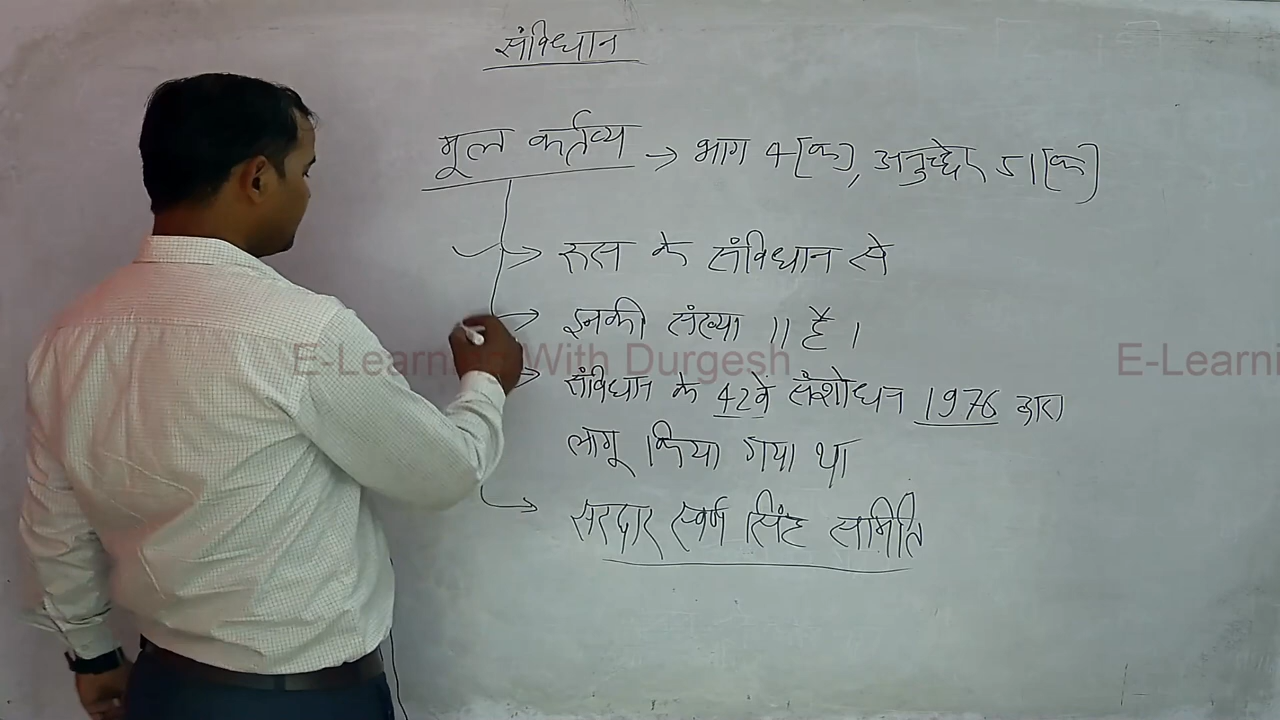 संविधान
मूल कर्तव्य → भाग 4 [क], अनुच्छेद 51 [क]
रूस के संविधान से
इनकी संख्या 11 है ।
E-Learning With Durgesh
E-Learni
संविधान के 42वे संशोधन 1976 द्वारा
लागू किया गया था
सरदार स्वर्ण सिंह समिति